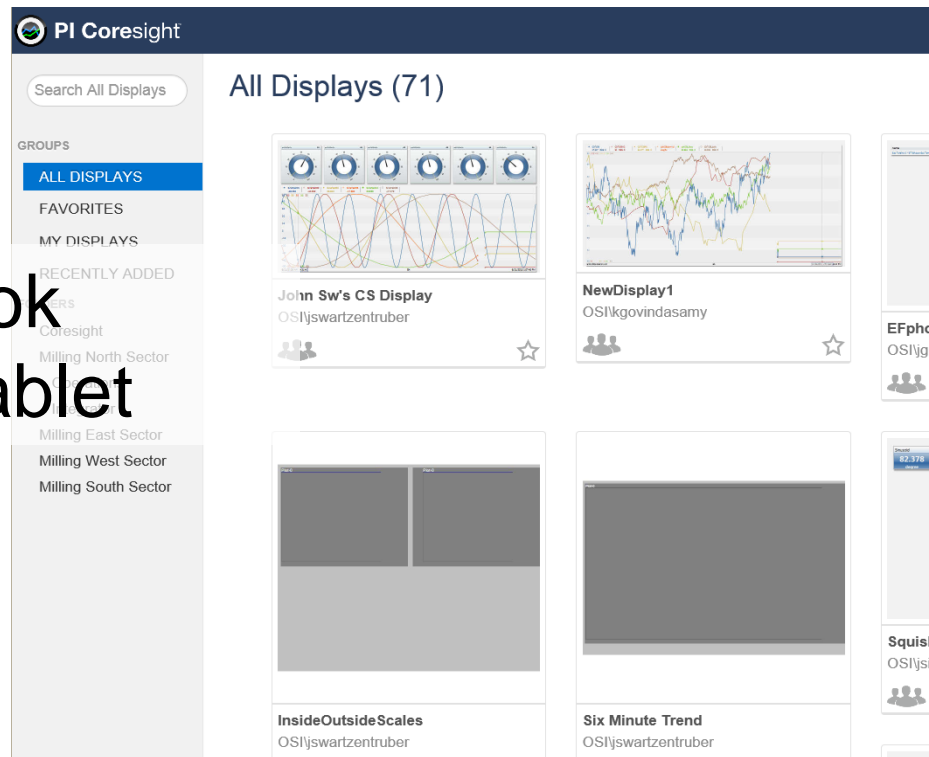 PI Coresight
Search All Displays
All Displays (71)
GROUPS
ALL DISPLAYS
FAVORITES
MY DISPLAYS
RECENTLY ADDED
ok
Coresight
Milling North Sector
ablet
Milling East Sector
Milling West Sector
Milling South Sector
John Sw's CS Display
OSI\jswartzentruber
NewDisplay1
OSI\kgovindasamy
EFpho
OSI\jg
InsideOutsideScales
OSI\jswartzentruber
Six Minute Trend
OSI\jswartzentruber
82.378
Squis
OSI\jsi